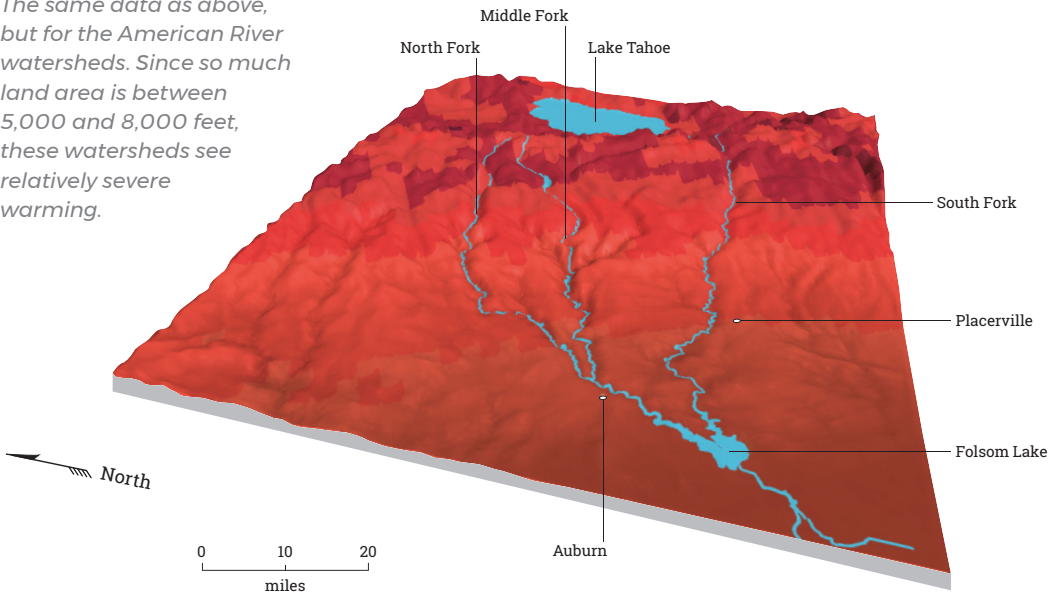 The same data as above,
but for the American River
watersheds. Since so much
land area is between
5,000 and 8,000 feet,
these watersheds see
relatively severe
warming.
Middle Fork
North Fork
Lake Tahoe
South Fork
Placerville
Folsom Lake
North
Auburn
0 10 20
miles